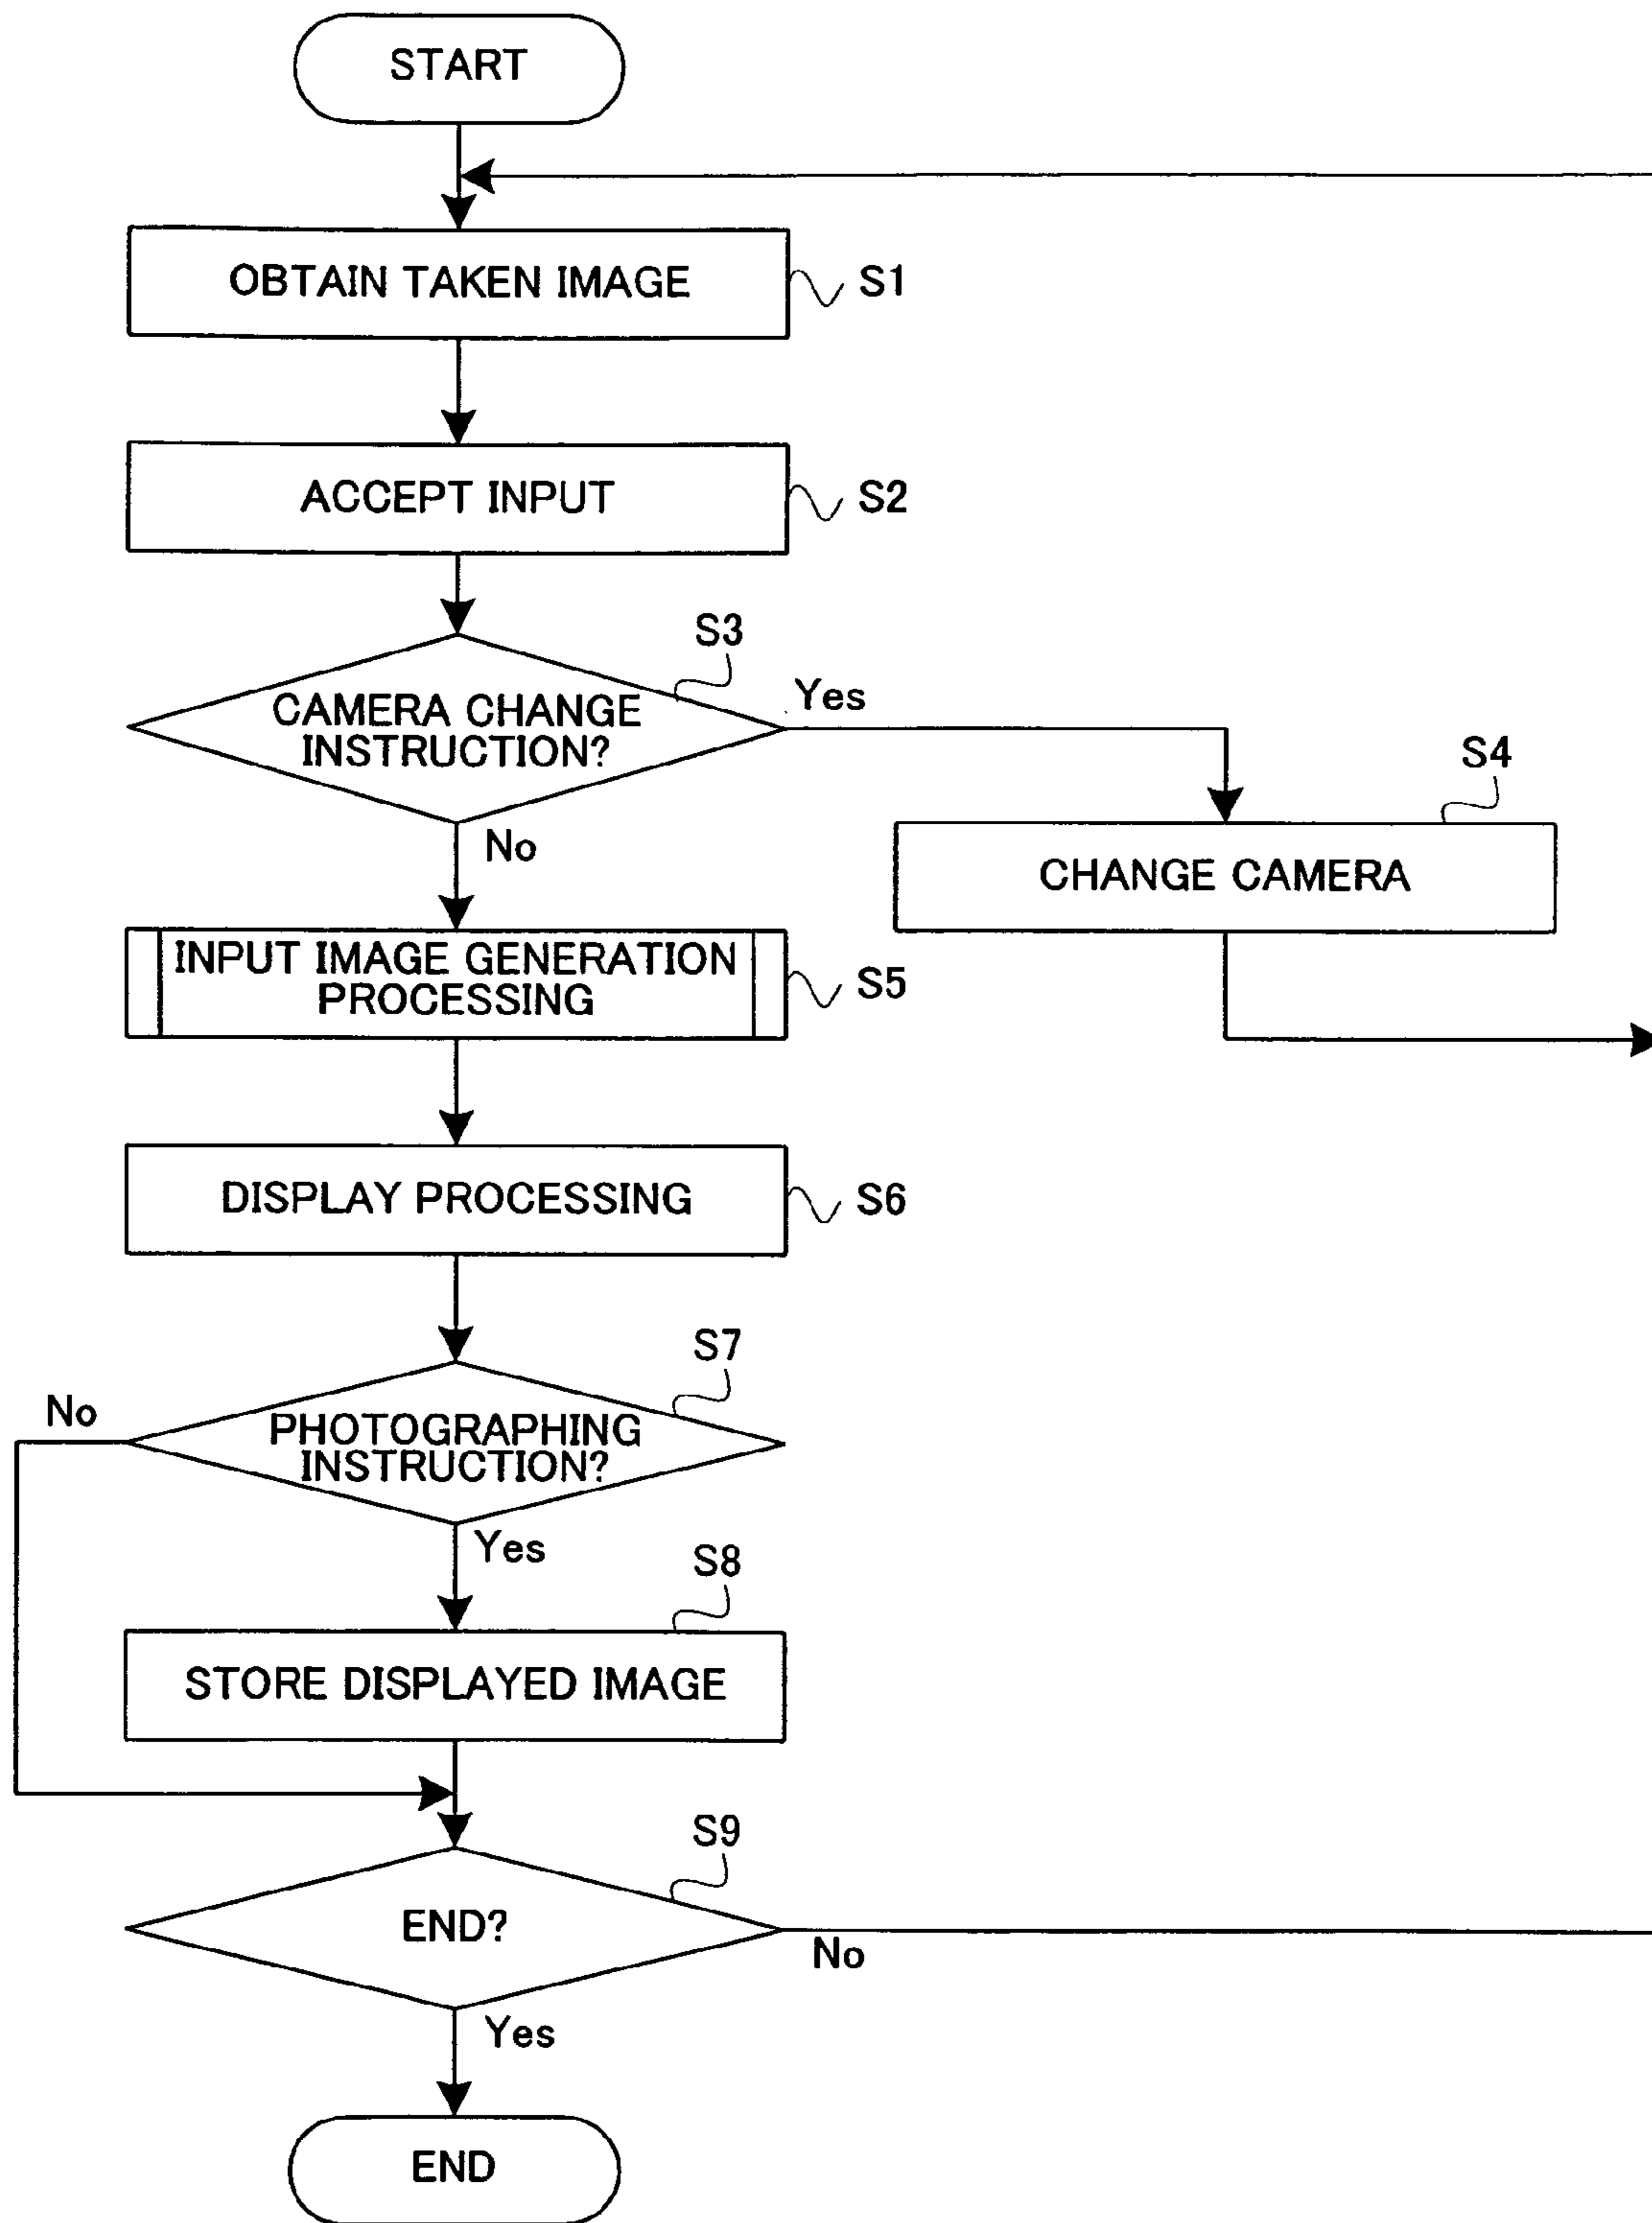 START
OBTAIN TAKEN IMAGE
S1
ACCEPT INPUT
S2
S3
CAMERA CHANGE
INSTRUCTION?
Yes
No
S4
CHANGE CAMERA
INPUT IMAGE GENERATION
PROCESSING
S5
DISPLAY PROCESSING
S6
S7
No
PHOTOGRAPHING
INSTRUCTION?
Yes
S8
STORE DISPLAYED IMAGE
S9
END?
No
Yes
END